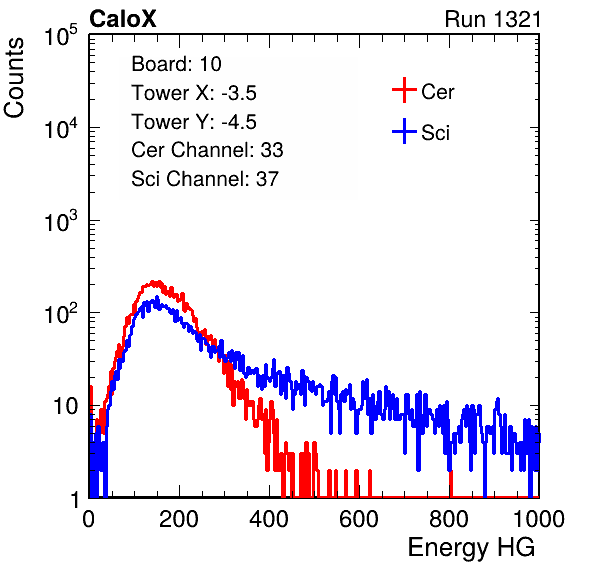 CaloX Run 1321
Board: 10
Tower X: -3.5
Tower Y: -4.5
Cer Channel: 33
Sci Channel: 37
Cer
Sci
Counts
10^5
10^4
10^3
10^2
10
1
0 200 400 600 800 1000
Energy HG